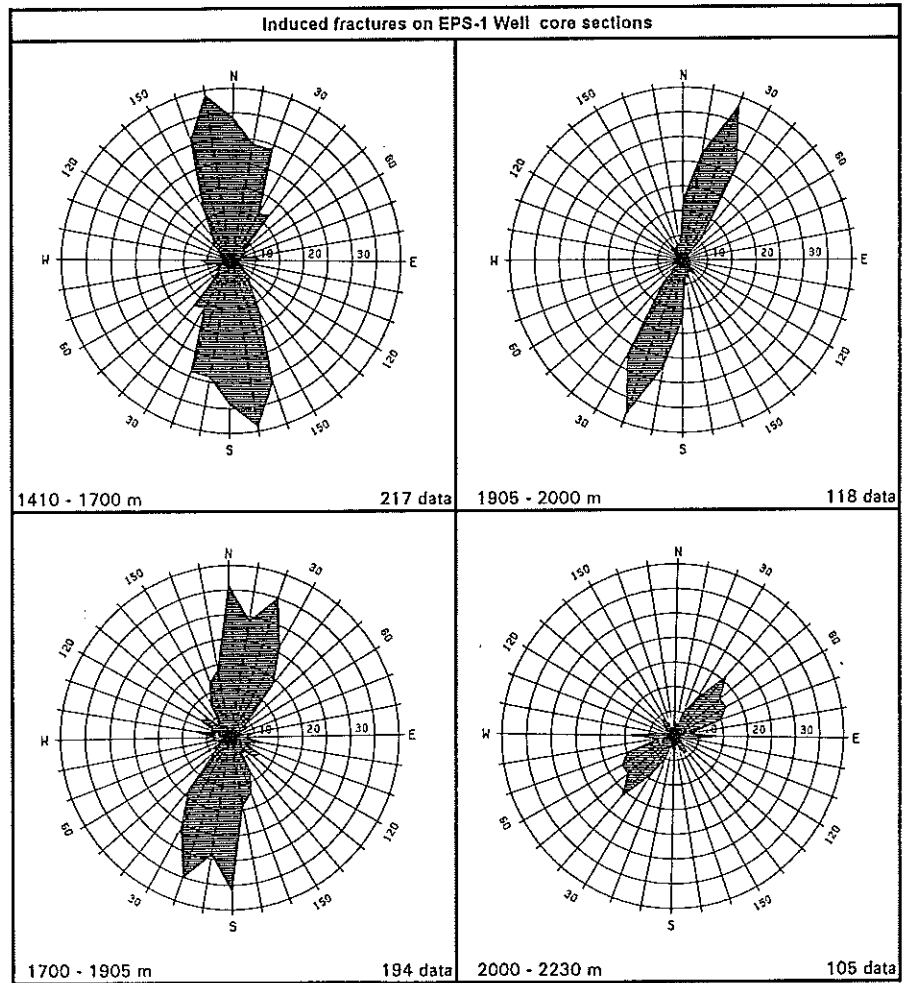 Induced fractures on EPS-1 Well core sections
N
150
30
120
60
W
10 20 30
E
60
120
30
150
S
1410 - 1700 m
217 data
N
150
30
120
60
W
10 20 30
E
60
120
30
150
S
1905 - 2000 m
118 data
N
150
30
120
60
W
10 20 30
E
60
120
30
150
S
1700 - 1905 m
194 data
N
150
30
120
60
W
10 20 30
E
60
120
30
150
S
2000 - 2230 m
105 data